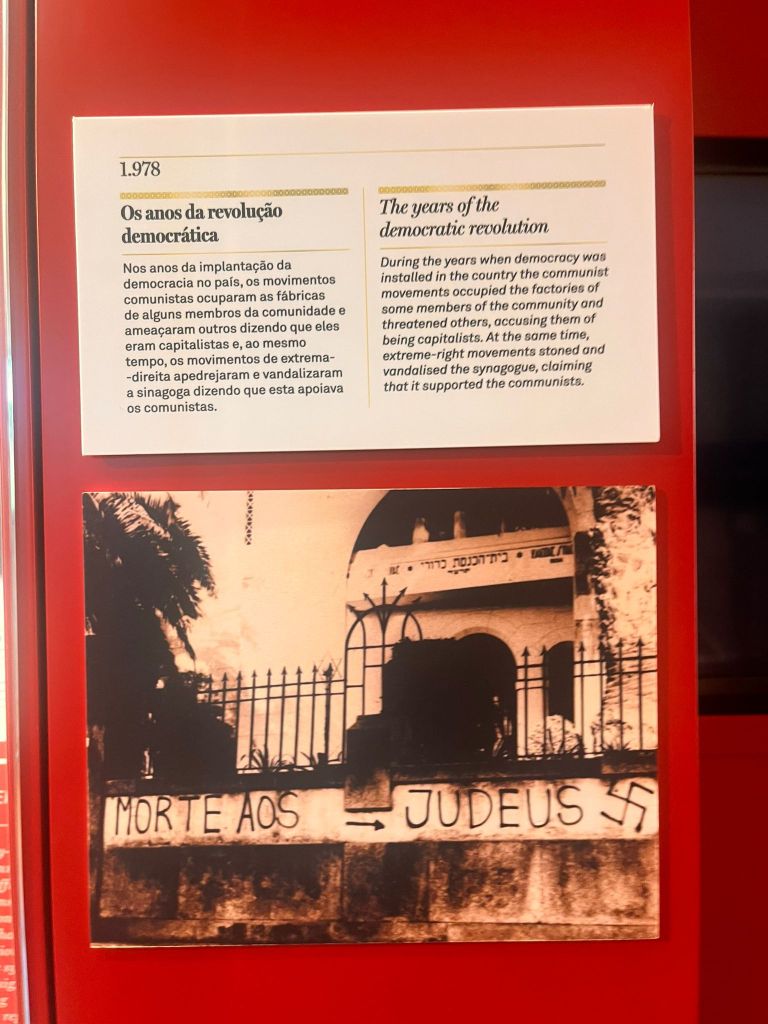 1.978
Os anos da revolução
democrática
Nos anos da implantação da
democracia no país, os movimentos
comunistas ocuparam as fábricas
de alguns membros da comunidade e
ameaçaram outros dizendo que eles
eram capitalistas e, ao mesmo
tempo, os movimentos de extrema-
-direita apedrejaram e vandalizaram
a sinagoga dizendo que esta apoiava
os comunistas.
The years of the
democratic revolution
During the years when democracy was
installed in the country the communist
movements occupied the factories of
some members of the community and
threatened others, accusing them of
being capitalists. At the same time,
extreme-right movements stoned and
vandalised the synagogue, claiming
that it supported the communists.
בית־הכנסת כדורי
MORTE AOS → JUDEUS